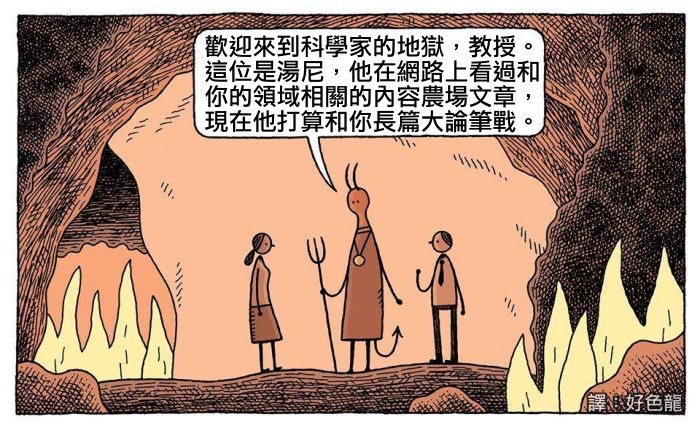 歡迎來到科學家的地獄，教授。
這位是湯尼，他在網路上看過和
你的領域相關的內容農場文章，
現在他打算和你長篇大論筆戰。
譯：好色龍